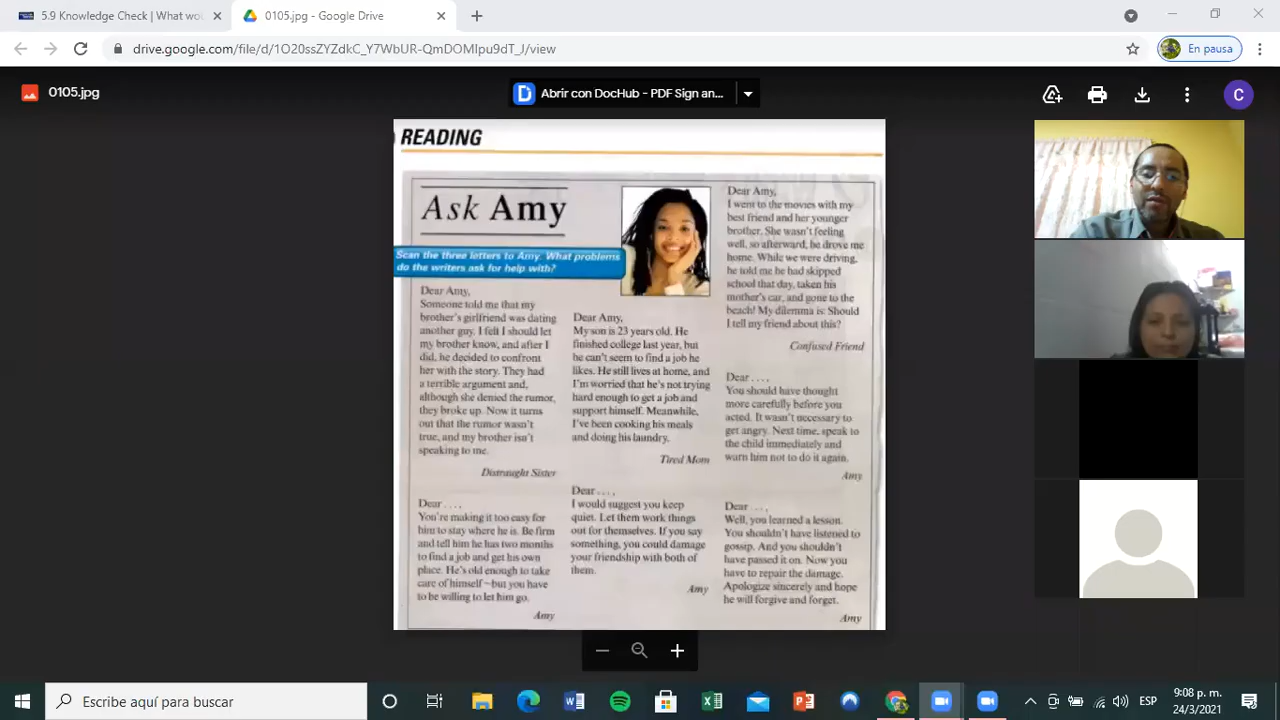 5.9 Knowledge Check | What wo
0105.jpg - Google Drive
drive.google.com/file/d/1O20ssZYZdkC_Y7WbUR-QmDOMlpu9dT_J/view
En pausa
0105.jpg
Abrir con DocHub - PDF Sign an...
C
READING
Ask Amy
Scan the three letters to Amy. What problems
do the writers ask for help with?
Dear Amy,
Someone told me that my
brother's girlfriend was dating
another guy. I felt I should let
my brother know, and after I
did, he decided to confront
her with the story. They had
a terrible argument and,
although she denied the rumor,
they broke up. Now it turns
out that the rumor wasn't
true, and my brother isn't
speaking to me.
Distraught Sister
Dear Amy,
My son is 23 years old. He
finished college last year, but
he can't seem to find a job he
likes. He still lives at home, and
I'm worried that he's not trying
hard enough to get a job and
support himself. Meanwhile,
I've been cooking his meals
and doing his laundry.
Tired Mom
Dear Amy,
I went to the movies with my
best friend and her younger
brother. She wasn't feeling
well, so afterward, he drove me
home. While we were driving,
he told me he had skipped
school that day, taken his
mother's car, and gone to the
beach! My dilemma is: Should
I tell my friend about this?
Confused Friend
Dear . . . ,
You're making it too easy for
him to stay where he is. Be firm
and tell him he has two months
to find a job and get his own
place. He's old enough to take
care of himself – but you have
to be willing to let him go.
Amy
Dear . . . ,
I would suggest you keep
quiet. Let them work things
out for themselves. If you say
something, you could damage
your friendship with both of
them.
Amy
Dear . . . ,
You should have thought
more carefully before you
acted. It wasn't necessary to
get angry. Next time, speak to
the child immediately and
warn him not to do it again.
Amy
Dear . . . ,
Well, you learned a lesson.
You shouldn't have listened to
gossip. And you shouldn't
have passed it on. Now you
have to repair the damage.
Apologize sincerely and hope
he will forgive and forget.
Amy
Escribe aquí para buscar
ESP
9:08 p. m.
24/3/2021